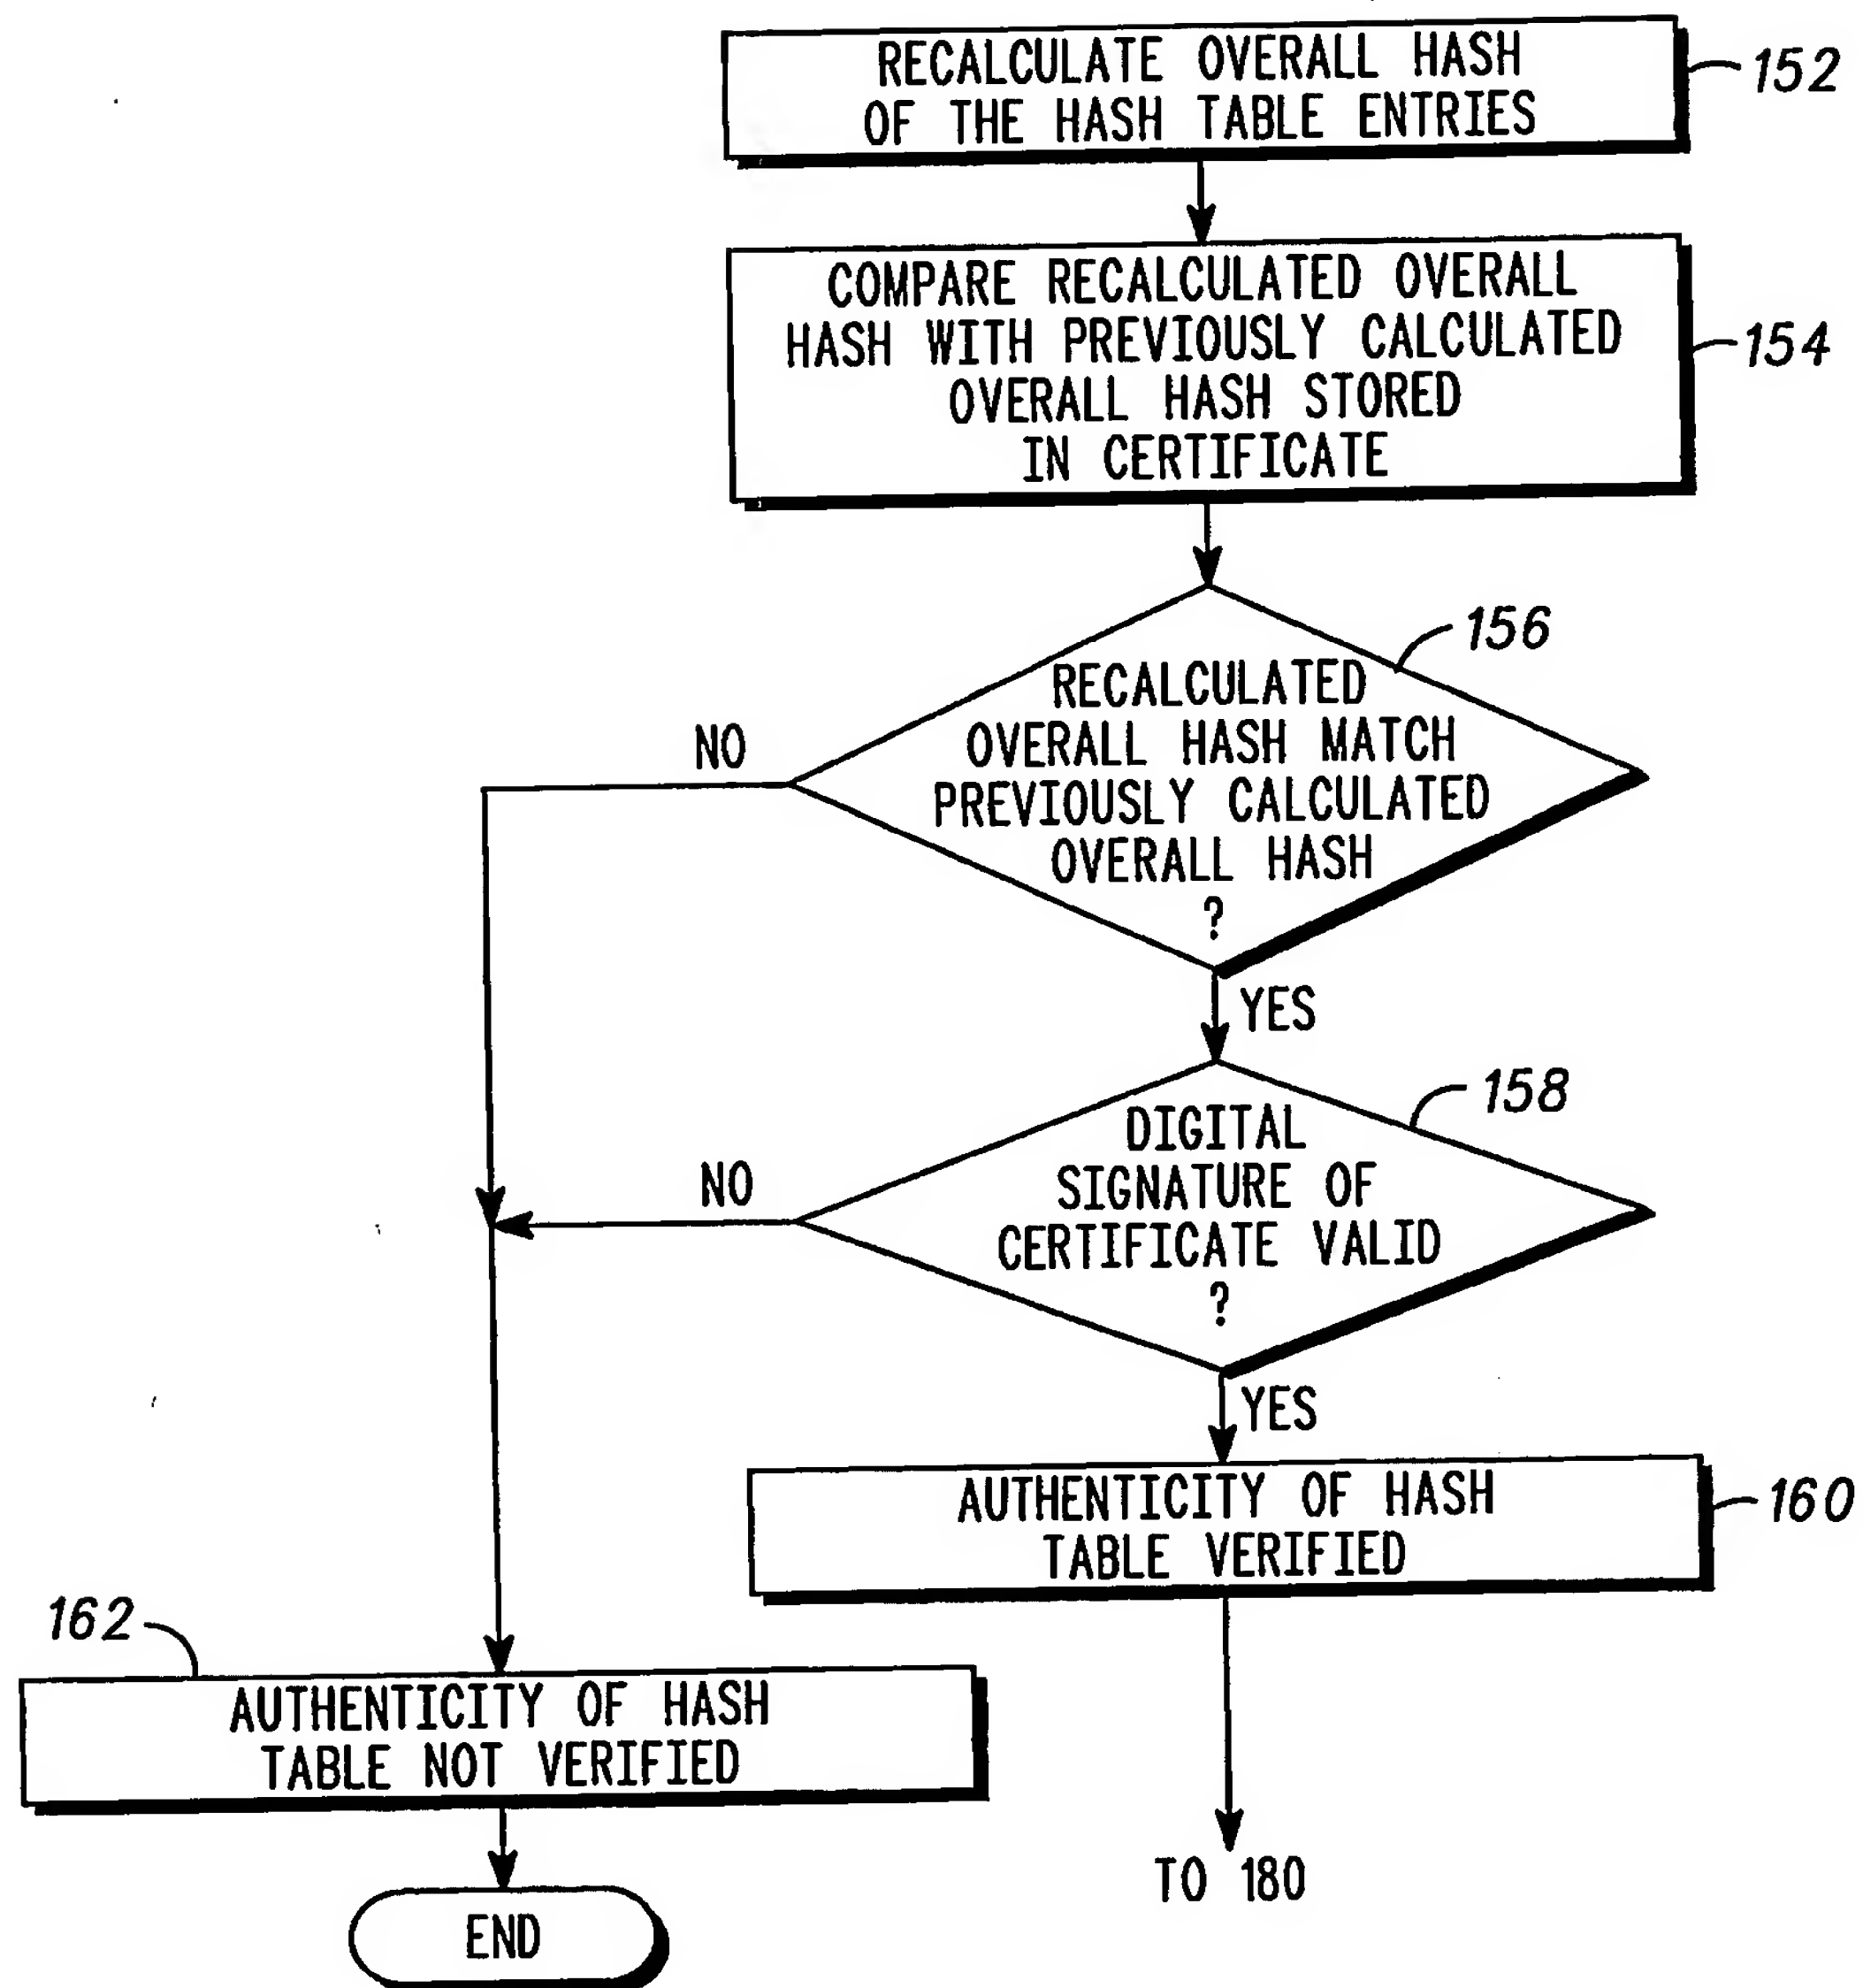 RECALCULATE OVERALL HASH
OF THE HASH TABLE ENTRIES
152
COMPARE RECALCULATED OVERALL
HASH WITH PREVIOUSLY CALCULATED
OVERALL HASH STORED
IN CERTIFICATE
154
156
RECALCULATED
OVERALL HASH MATCH
PREVIOUSLY CALCULATED
OVERALL HASH
?
NO
YES
158
DIGITAL
SIGNATURE OF
CERTIFICATE VALID
?
NO
YES
AUTHENTICITY OF HASH
TABLE VERIFIED
160
162
AUTHENTICITY OF HASH
TABLE NOT VERIFIED
TO 180
END